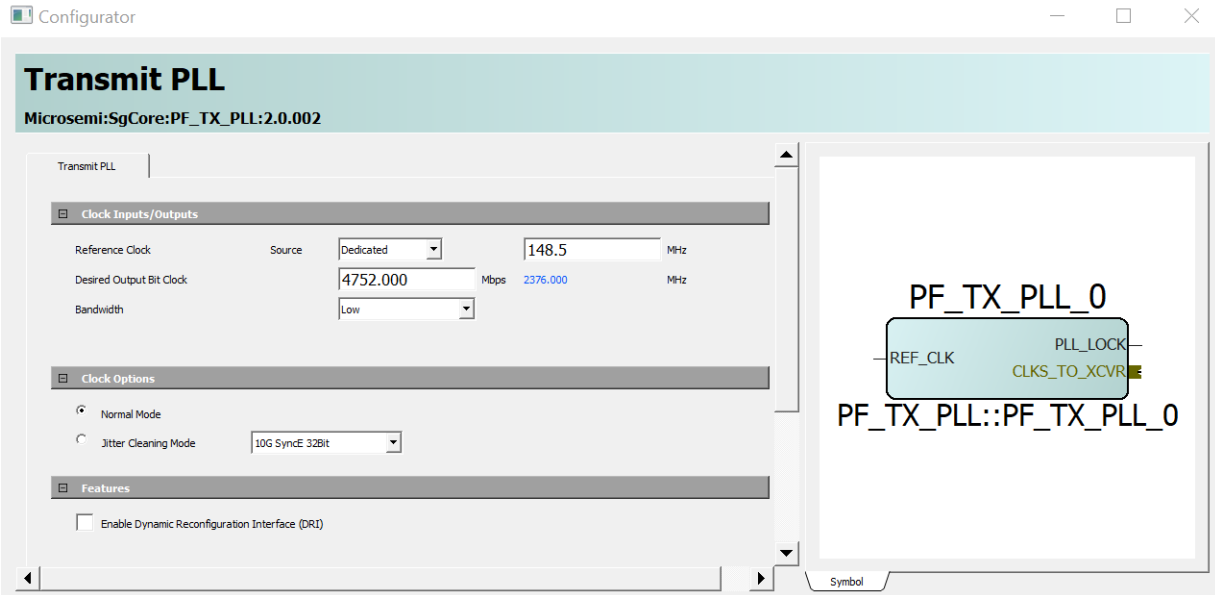 Configurator
Transmit PLL
Microsemi:SgCore:PF_TX_PLL:2.0.002
Transmit PLL
Clock Inputs/Outputs
Reference Clock Source Dedicated 148.5 MHz
Desired Output Bit Clock 4752.000 Mbps 2376.000 MHz
Bandwidth Low
Clock Options
Normal Mode
Jitter Cleaning Mode 10G SyncE 32Bit
Features
Enable Dynamic Reconfiguration Interface (DRI)
PF_TX_PLL_0
PLL_LOCK
REF_CLK
CLKS_TO_XCVR
PF_TX_PLL::PF_TX_PLL_0
Symbol